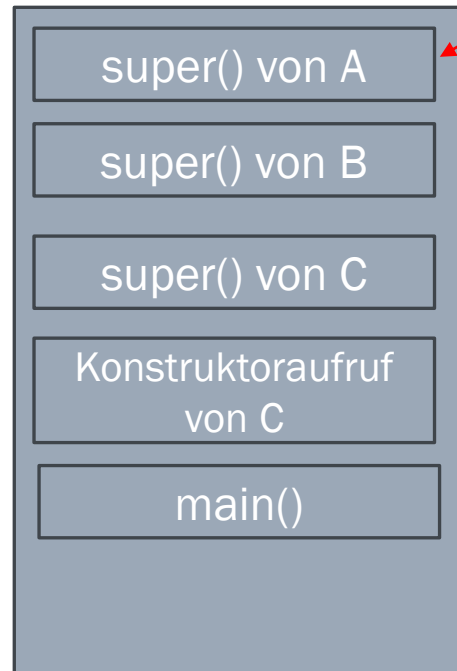 super() von A
super() von B
super() von C
Konstruktoraufruf
von C
main()